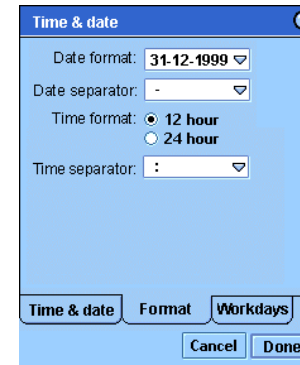 Time & date
Date format: 31-12-1999
Date separator: -
Time format: 12 hour
24 hour
Time separator: :
Time & date Format Workdays
Cancel Done